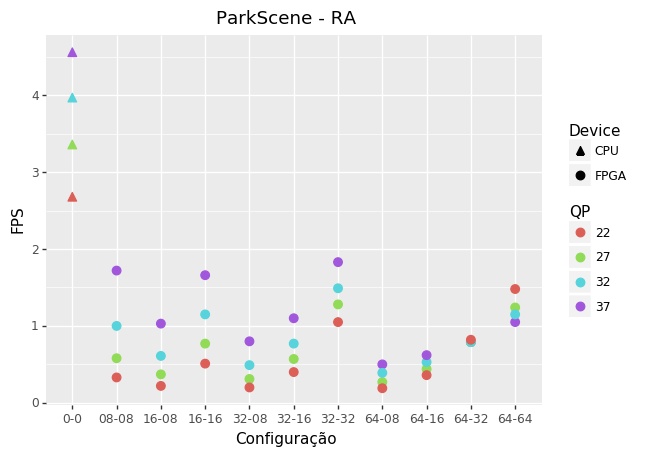 ParkScene - RA
FPS
4
3
2
1
0
0-0 08-08 16-08 16-16 32-08 32-16 32-32 64-08 64-16 64-32 64-64
Configuração
Device
CPU
FPGA
QP
22
27
32
37